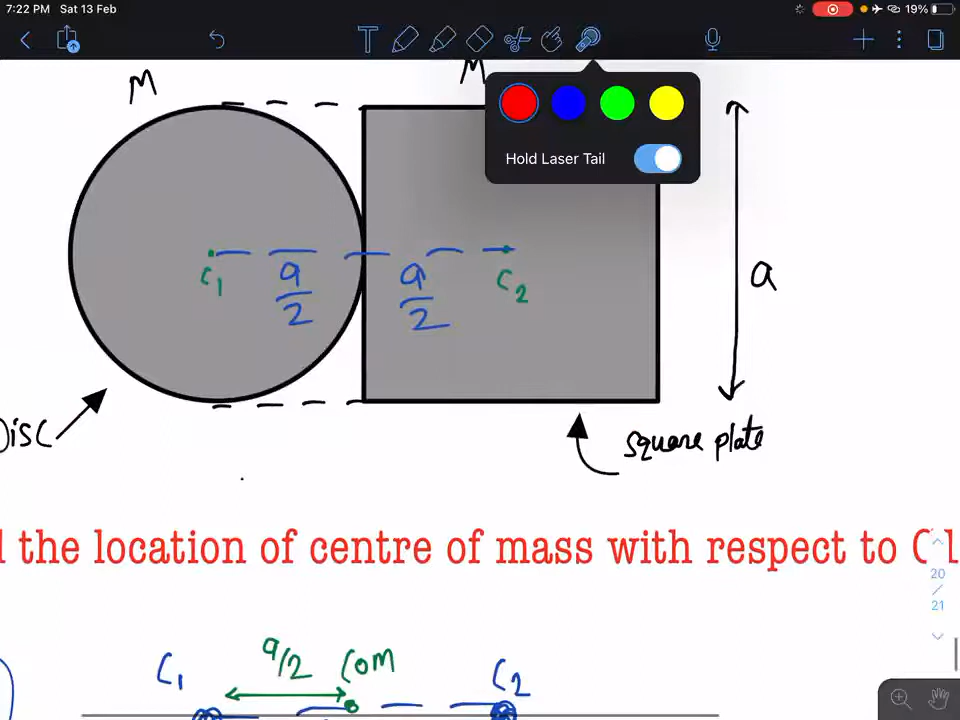 7:22 PM Sat 13 Feb
19%
T
M
M
Hold Laser Tail
a
C1
a/2
a/2
C2
DISC
square plate
the location of centre of mass with respect to C1
20
/
21
C1
a/2
COM
C2